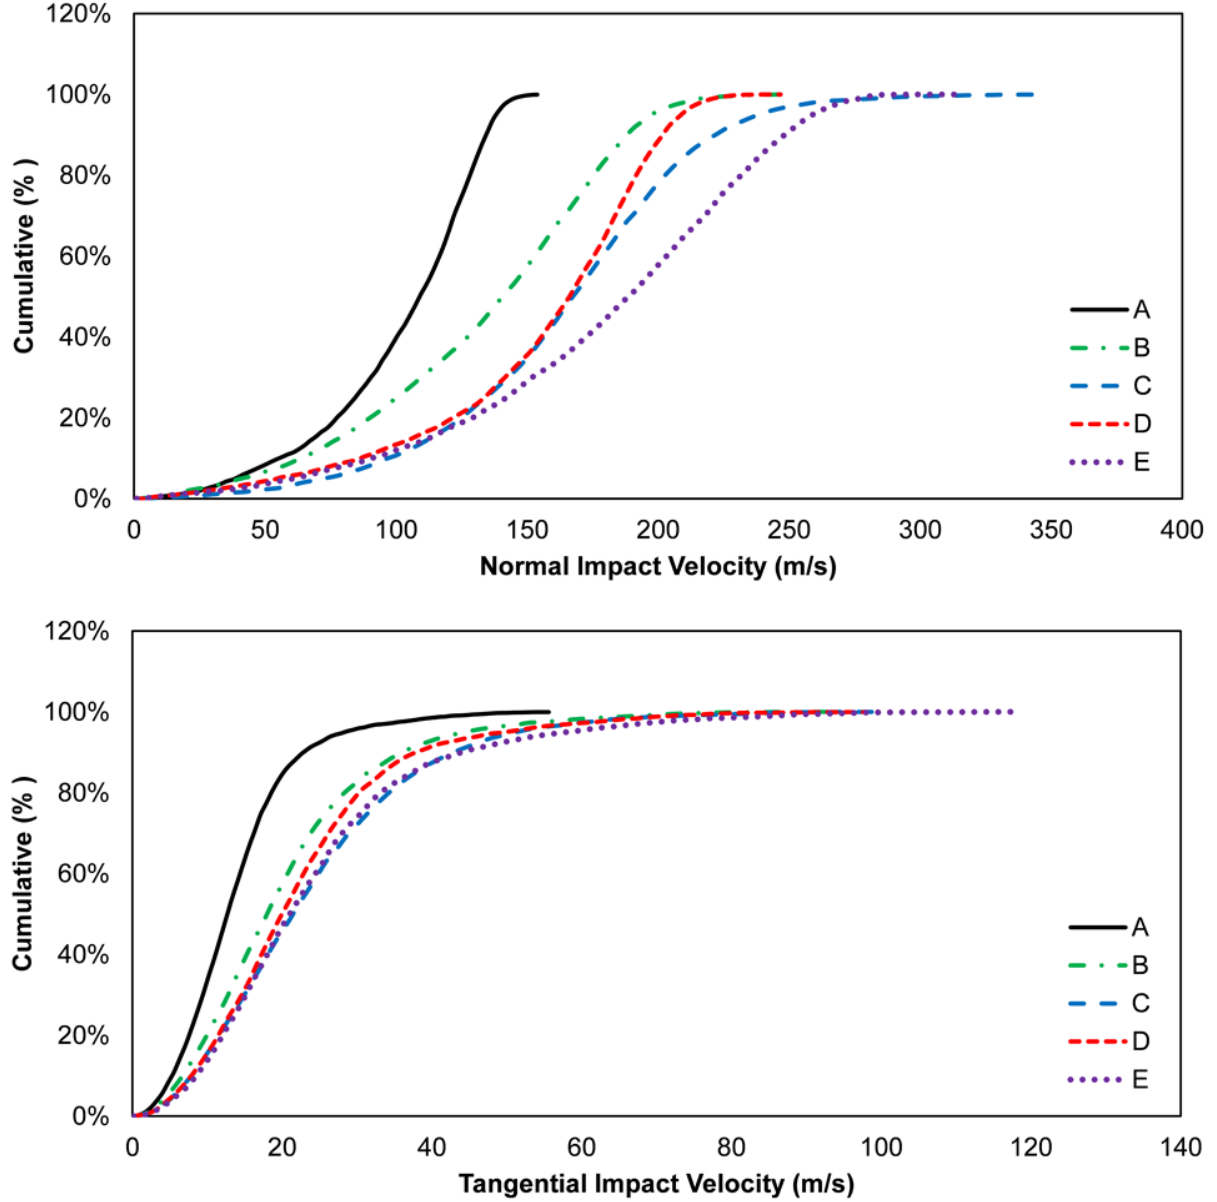 120%
100%
80%
60%
40%
20%
0%
Cumulative (% )
A
B
C
D
E
0 50 100 150 200 250 300 350 400
Normal Impact Velocity (m/s)
120%
100%
80%
60%
40%
20%
0%
Cumulative (% )
A
B
C
D
E
0 20 40 60 80 100 120 140
Tangential Impact Velocity (m/s)